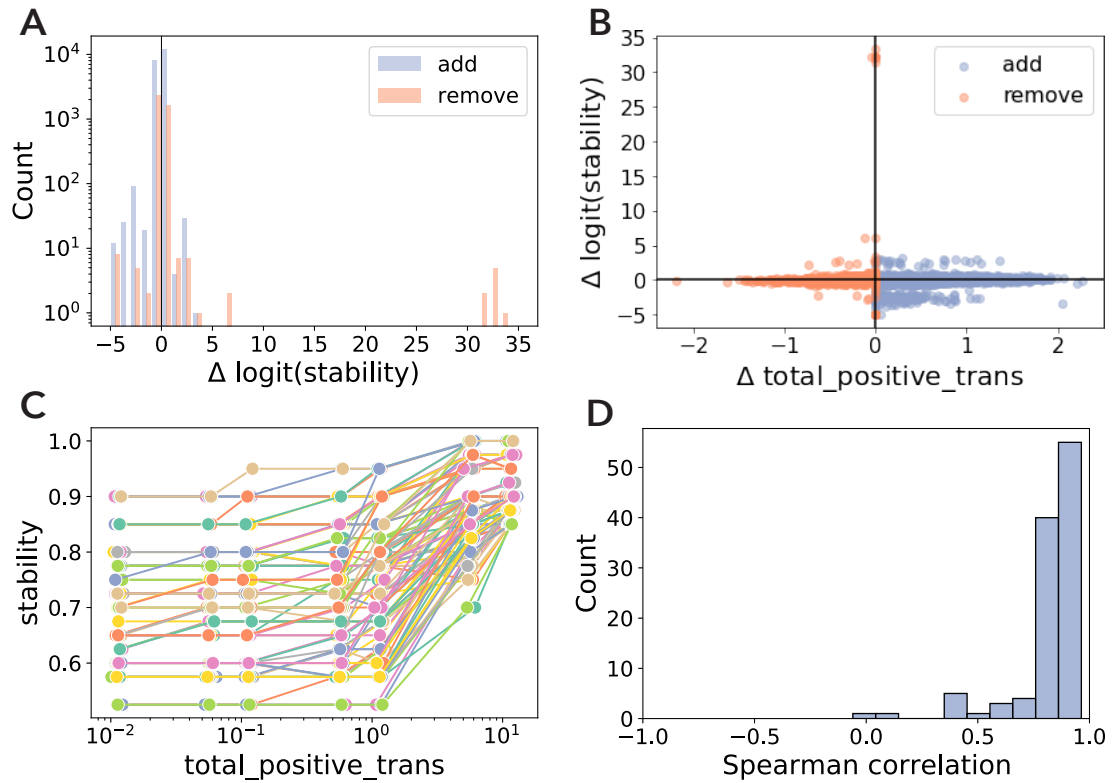 A
Count
10⁴
10³
10²
10¹
10⁰
add
remove
−5 0 5 10 15 20 25 30 35
Δ logit(stability)
B
Δ logit(stability)
35
30
25
20
15
10
5
0
−5
add
remove
−2 −1 0 1 2
Δ total_positive_trans
C
stability
1.0
0.9
0.8
0.7
0.6
10⁻² 10⁻¹ 10⁰ 10¹
total_positive_trans
D
Count
50
40
30
20
10
0
−1.0 −0.5 0.0 0.5 1.0
Spearman correlation